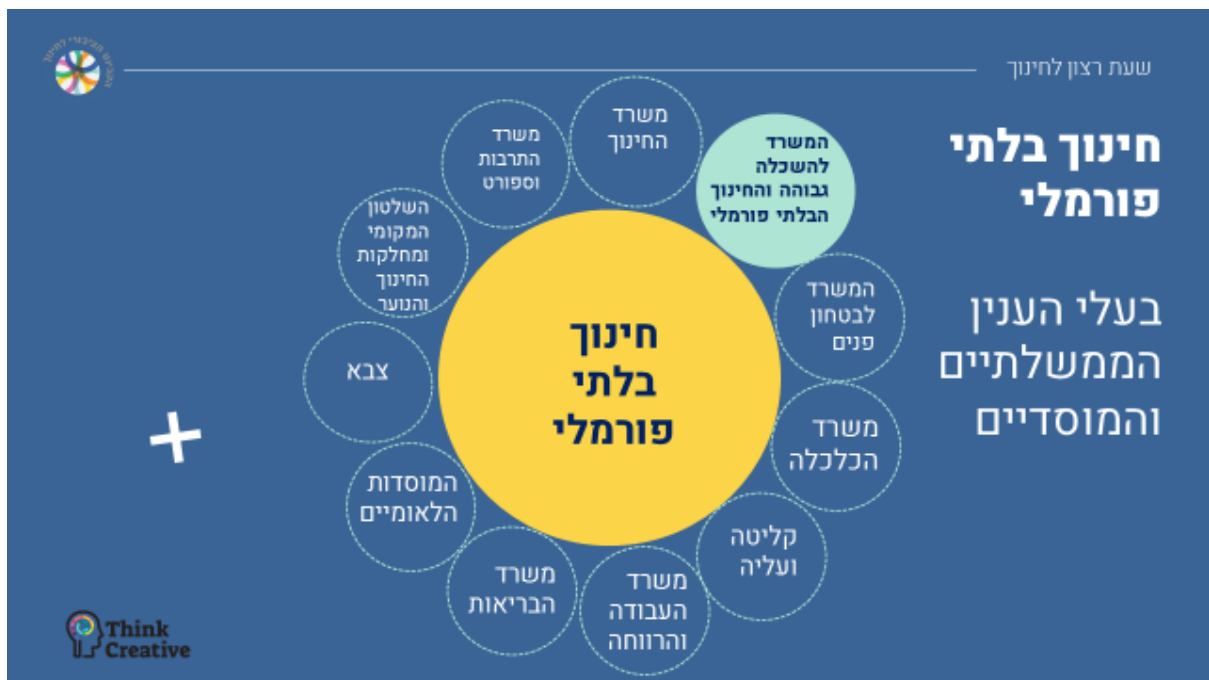 שעת רצון לחינוך
חינוך בלתי
פורמלי
בעלי הענין
הממשלתיים
והמוסדיים
משרד
החינוך
המשרד
להשכלה
גבוהה והחינוך
הבלתי פורמלי
המשרד
לבטחון
פנים
משרד
הכלכלה
קליטה
ועליה
משרד
העבודה
והרווחה
משרד
הבריאות
המוסדות
הלאומיים
צבא
השלטון
המקומי
ומחלקות
החינוך
והנוער
משרד
התרבות
וספורט
חינוך
בלתי
פורמלי
+
Think
Creative